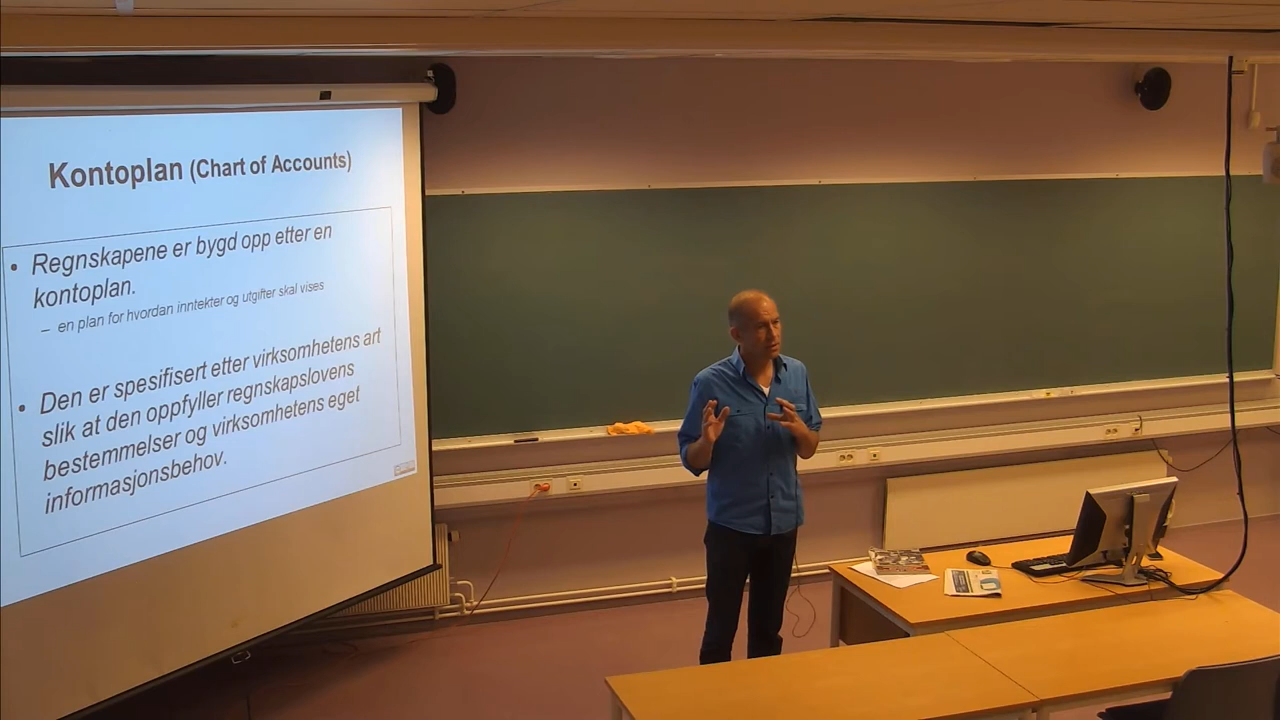 Kontoplan (Chart of Accounts)
• Regnskapene er bygd opp etter en
kontoplan.
– en plan for hvordan inntekter og utgifter skal vises
• Den er spesifisert etter virksomhetens art
slik at den oppfyller regnskapslovens
bestemmelser og virksomhetens eget
informasjonsbehov.